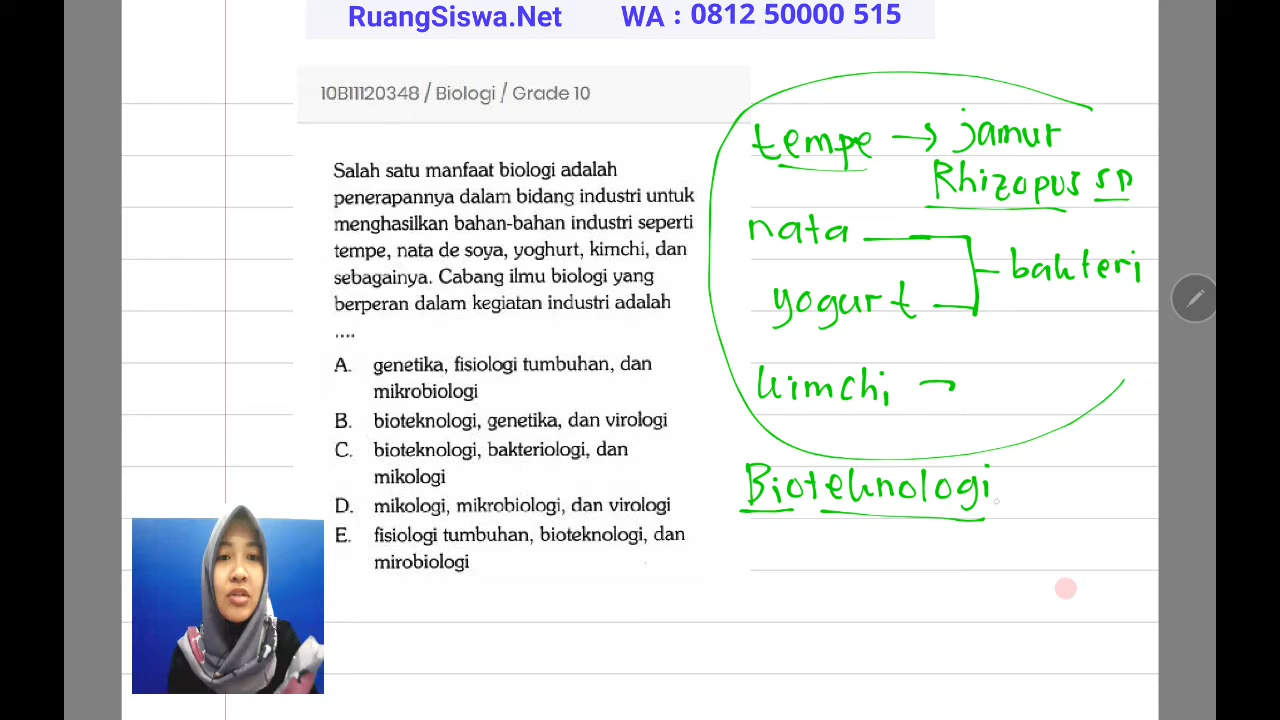 RuangSiswa.Net WA : 0812 50000 515
10B11120348 / Biologi / Grade 10
Salah satu manfaat biologi adalah
penerapannya dalam bidang industri untuk
menghasilkan bahan-bahan industri seperti
tempe, nata de soya, yoghurt, kimchi, dan
sebagainya. Cabang ilmu biologi yang
berperan dalam kegiatan industri adalah
....
A. genetika, fisiologi tumbuhan, dan
mikrobiologi
B. bioteknologi, genetika, dan virologi
C. bioteknologi, bakteriologi, dan
mikologi
D. mikologi, mikrobiologi, dan virologi
E. fisiologi tumbuhan, bioteknologi, dan
mirobiologi
tempe → jamur
Rhizopus sp
nata
bakteri
yogurt
kimchi
Bioteknologi